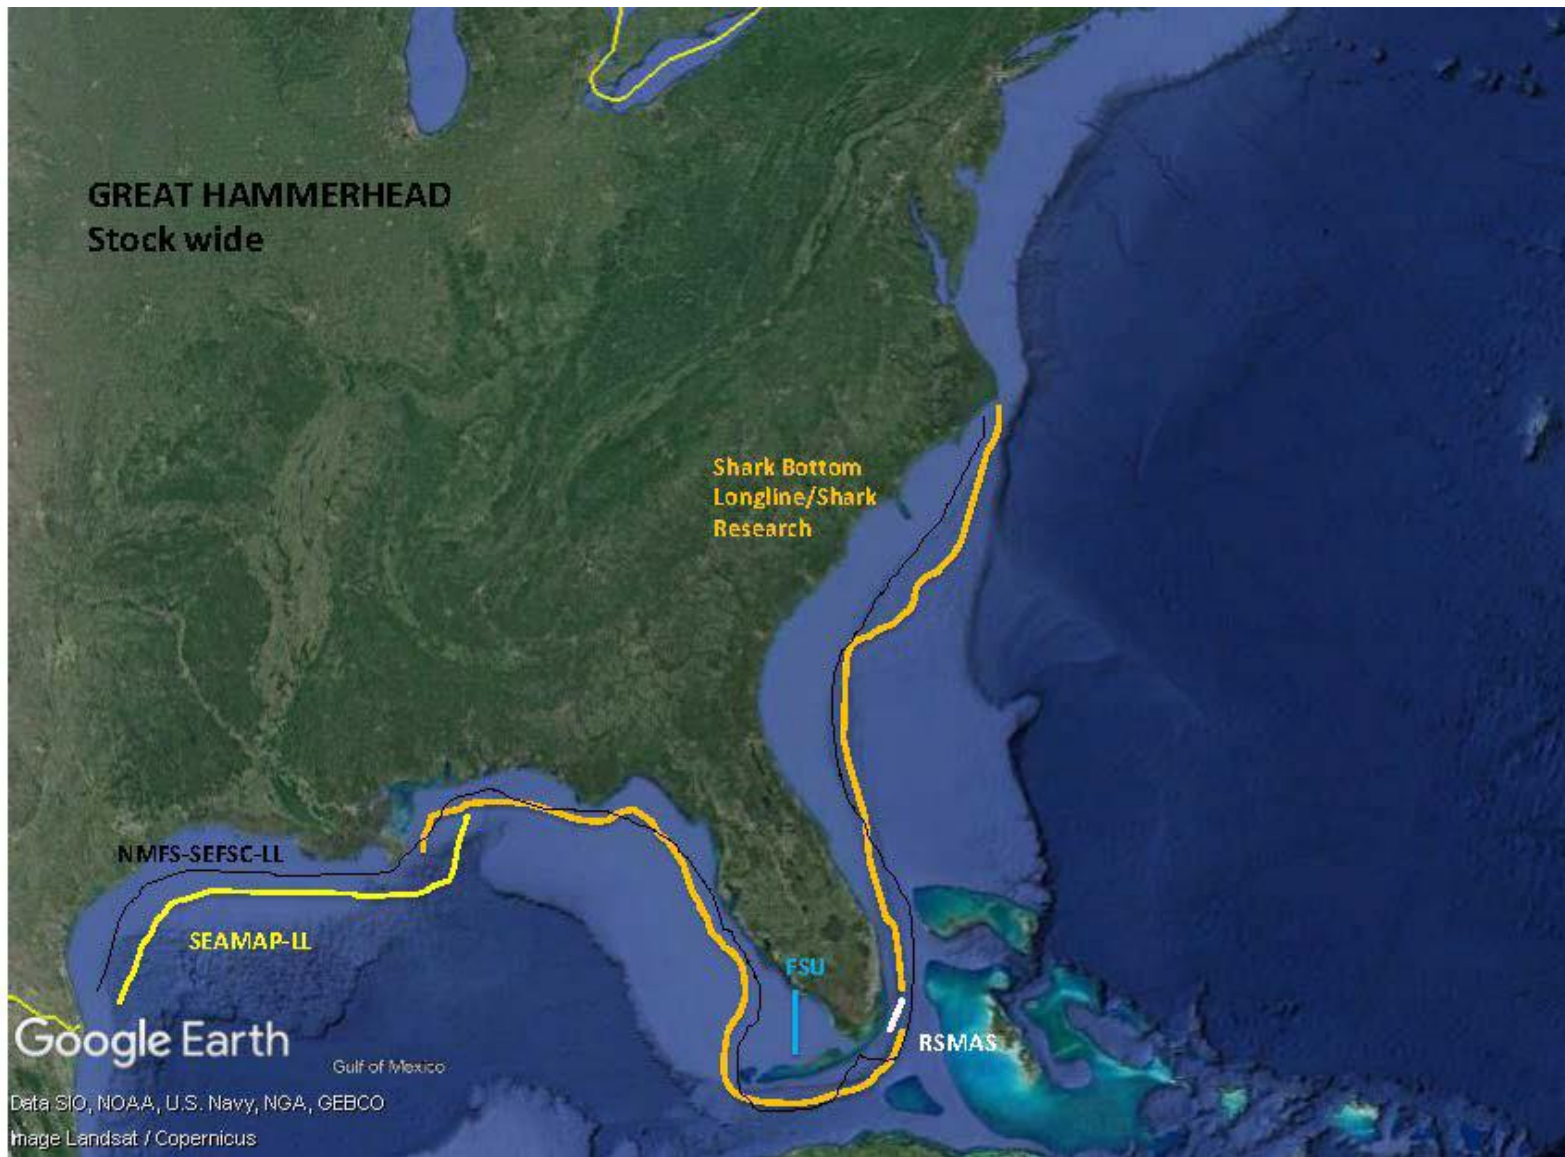 GREAT HAMMERHEAD
Stock wide
Shark Bottom
Longline/Shark
Research
NMFS-SEFSC-LL
SEAMAP-LL
FSU
RSMAS
Google Earth
Gulf of Mexico
Data SIO, NOAA, U.S. Navy, NGA, GEBCO
Image Landsat / Copernicus